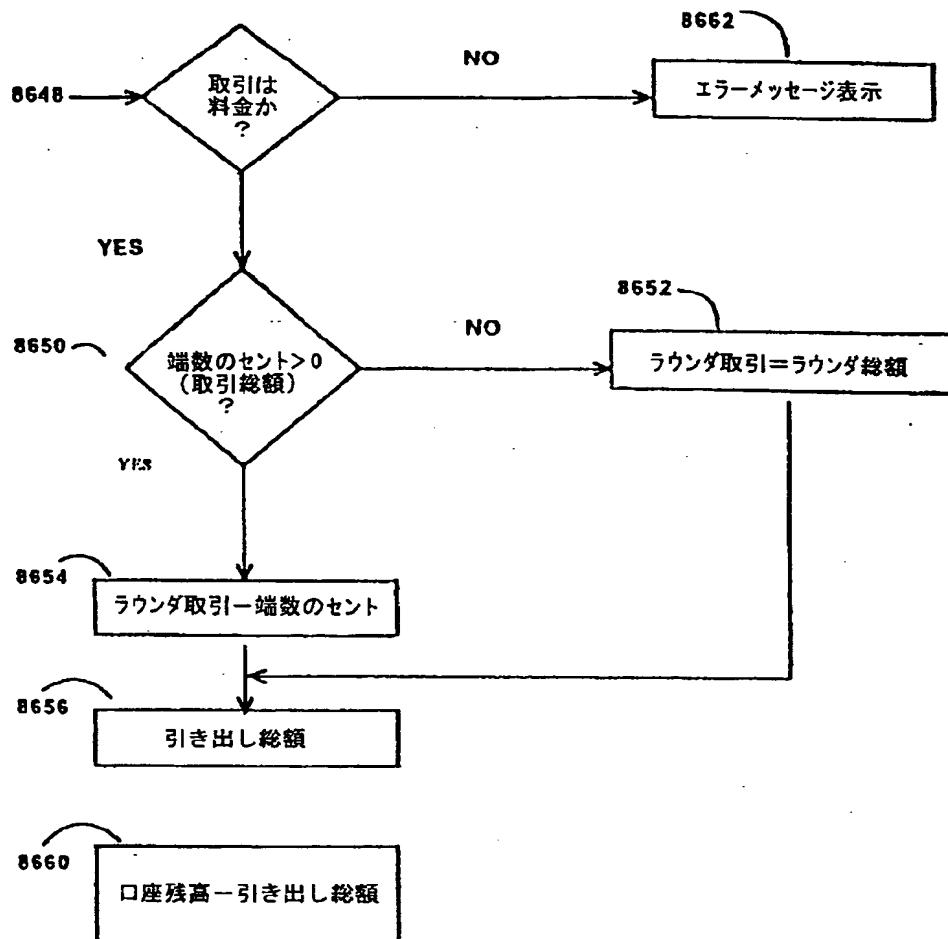 8662
NO
8648
取引は
料金か
?
エラーメッセージ表示
YES
8652
NO
8650
端数のセント>0
(取引総額)
?
ラウンダ取引=ラウンダ総額
YES
8654
ラウンダ取引ー端数のセント
8656
引き出し総額
8660
口座残高ー引き出し総額